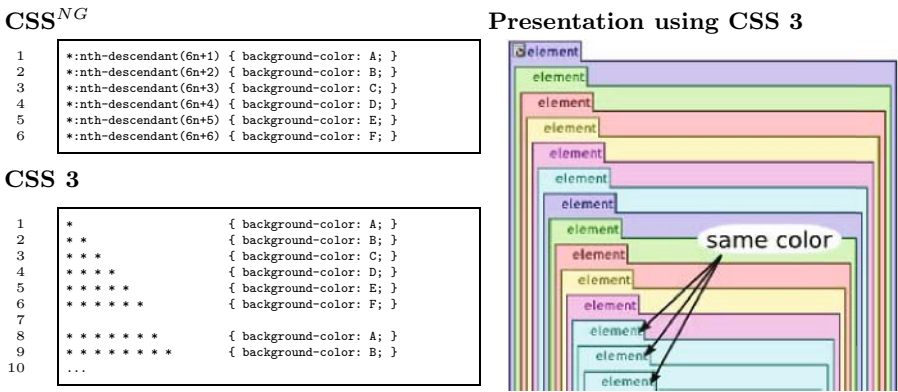 CSS^NG
1 *:nth-descendant(6n+1) { background-color: A; }
2 *:nth-descendant(6n+2) { background-color: B; }
3 *:nth-descendant(6n+3) { background-color: C; }
4 *:nth-descendant(6n+4) { background-color: D; }
5 *:nth-descendant(6n+5) { background-color: E; }
6 *:nth-descendant(6n+6) { background-color: F; }
CSS 3
1 * { background-color: A; }
2 * * { background-color: B; }
3 * * * { background-color: C; }
4 * * * * { background-color: D; }
5 * * * * * { background-color: E; }
6 * * * * * * { background-color: F; }
7
8 * * * * * * * { background-color: A; }
9 * * * * * * * * { background-color: B; }
10 ...
Presentation using CSS 3
element
element
element
element
element
element
element
element
same color
element
element
element
element
element
element